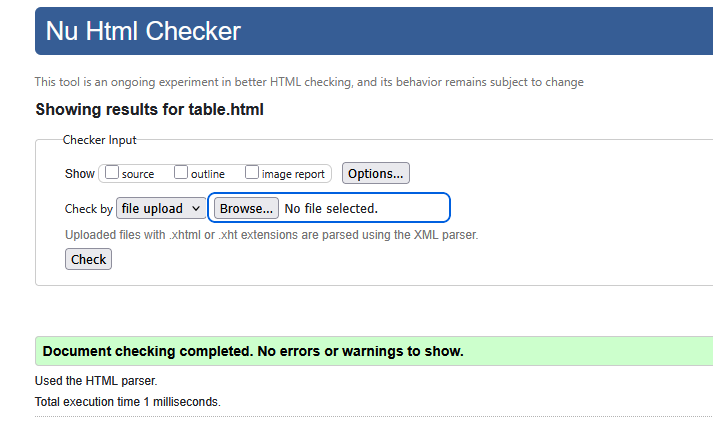 Nu Html Checker
This tool is an ongoing experiment in better HTML checking, and its behavior remains subject to change
Showing results for table.html
Checker Input
Show source outline image report Options...
Check by file upload Browse... No file selected.
Uploaded files with .xhtml or .xht extensions are parsed using the XML parser.
Check
Document checking completed. No errors or warnings to show.
Used the HTML parser.
Total execution time 1 milliseconds.